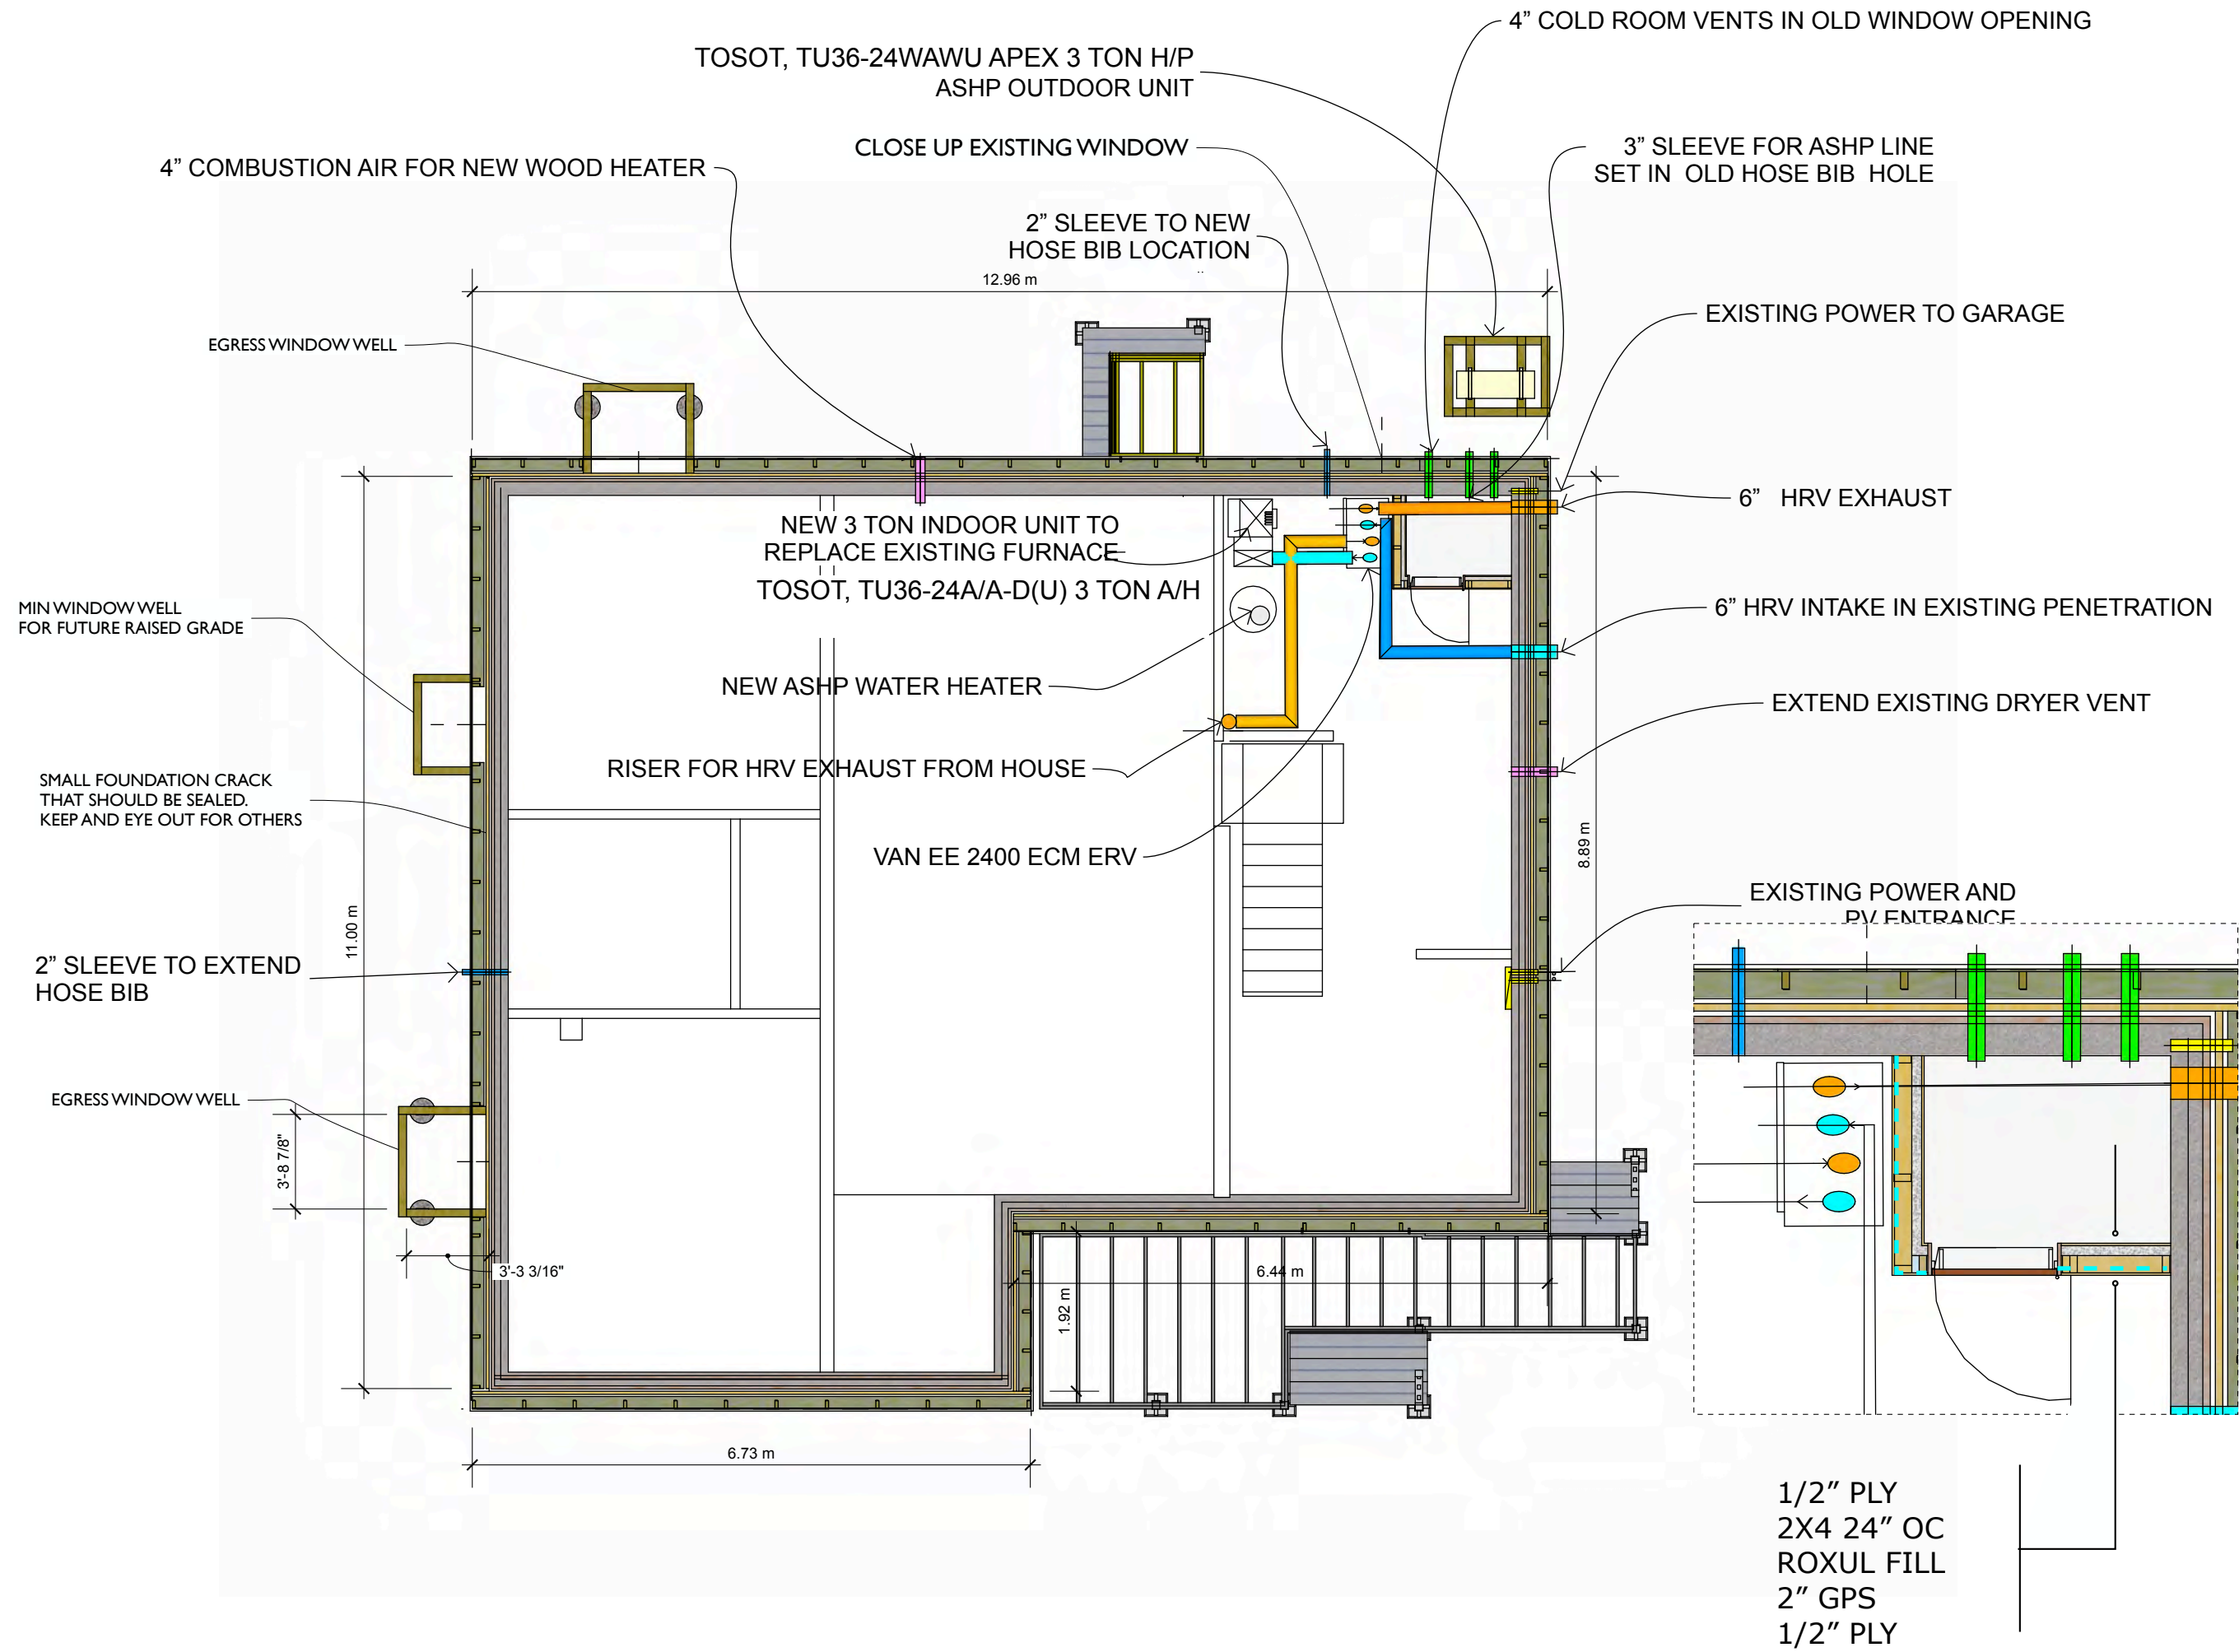 4” COLD ROOM VENTS IN OLD WINDOW OPENING
TOSOT, TU36-24WAWU APEX 3 TON H/P
ASHP OUTDOOR UNIT
CLOSE UP EXISTING WINDOW
3” SLEEVE FOR ASHP LINE
SET IN OLD HOSE BIB HOLE
4” COMBUSTION AIR FOR NEW WOOD HEATER
2” SLEEVE TO NEW
HOSE BIB LOCATION
12.96 m
EXISTING POWER TO GARAGE
EGRESS WINDOW WELL
6” HRV EXHAUST
NEW 3 TON INDOOR UNIT TO
REPLACE EXISTING FURNACE
TOSOT, TU36-24A/A-D(U) 3 TON A/H
MIN WINDOW WELL
FOR FUTURE RAISED GRADE
6” HRV INTAKE IN EXISTING PENETRATION
NEW ASHP WATER HEATER
EXTEND EXISTING DRYER VENT
RISER FOR HRV EXHAUST FROM HOUSE
SMALL FOUNDATION CRACK
THAT SHOULD BE SEALED.
KEEP AND EYE OUT FOR OTHERS
VAN EE 2400 ECM ERV
8.89 m
EXISTING POWER AND
PV ENTRANCE
11.00 m
2” SLEEVE TO EXTEND
HOSE BIB
EGRESS WINDOW WELL
3'-8 7/8"
3'-3 3/16"
6.44 m
1.92 m
6.73 m
1/2” PLY
2X4 24” OC
ROXUL FILL
2” GPS
1/2” PLY